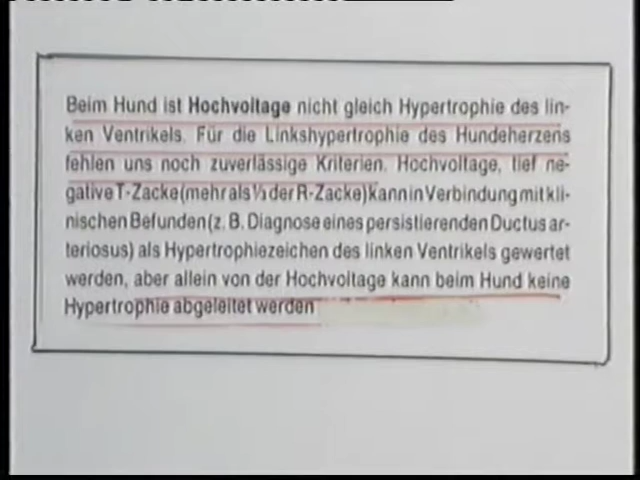 Beim Hund ist Hochvoltage nicht gleich Hypertrophie des lin-
ken Ventrikels. Für die Linkshypertrophie des Hundeherzens
fehlen uns noch zuverlässige Kriterien. Hochvoltage, tief ne-
gative T-Zacke (mehr als ⅓ der R-Zacke) kann in Verbindung mit kli-
nischen Befunden (z. B. Diagnose eines persistierenden Ductus ar-
teriosus) als Hypertrophiezeichen des linken Ventrikels gewertet
werden, aber allein von der Hochvoltage kann beim Hund keine
Hypertrophie abgeleitet werden